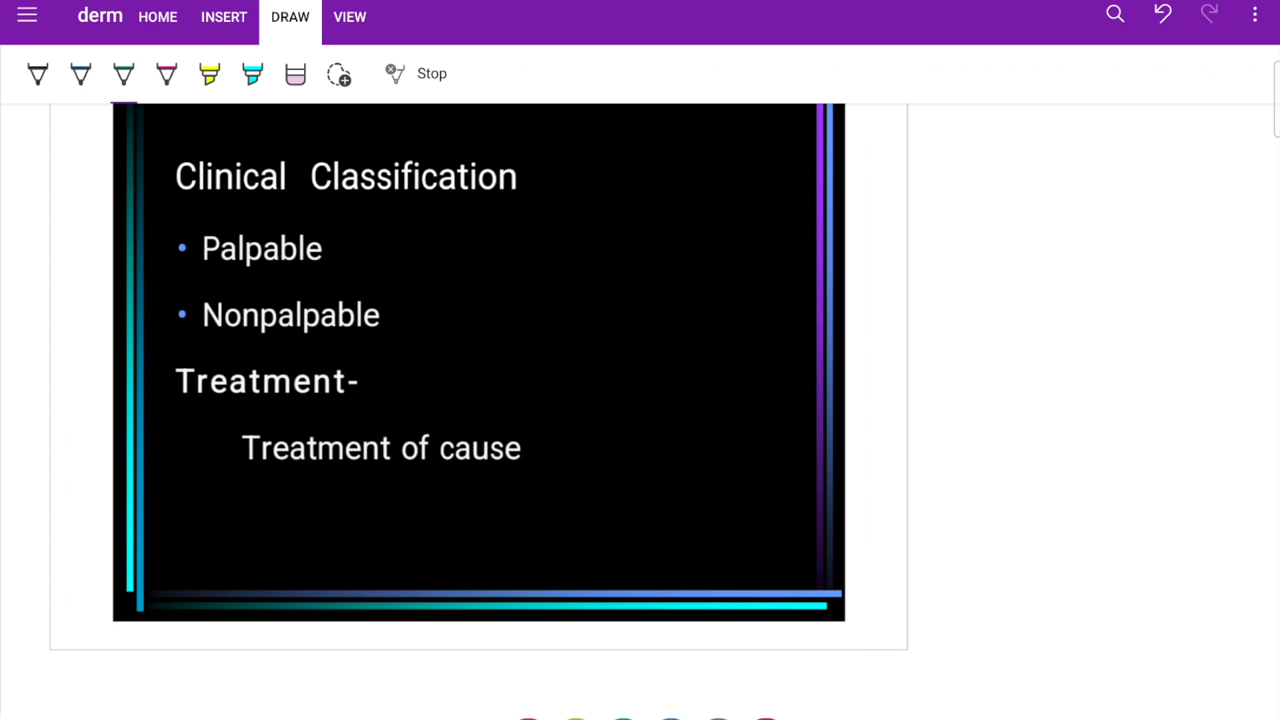 derm HOME INSERT DRAW VIEW
Stop
Clinical Classification
• Palpable
• Nonpalpable
Treatment-
Treatment of cause